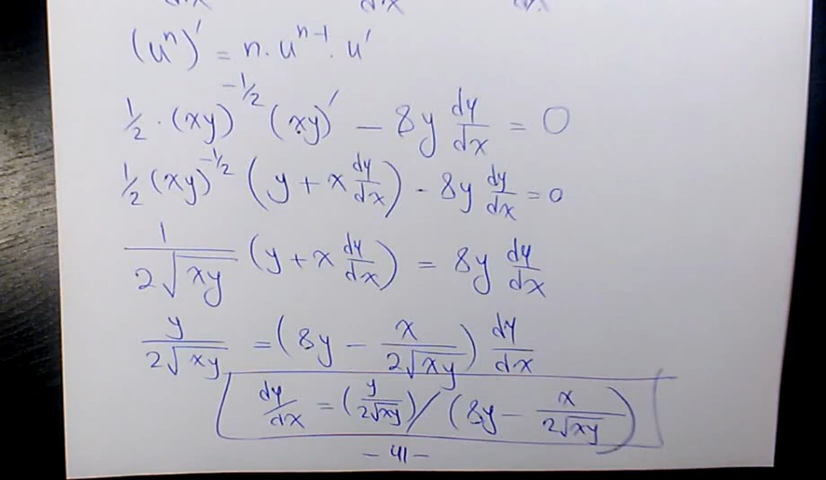 (uⁿ)' = n. uⁿ⁻¹. u'
1/2 · (xy)^(-1/2) (xy)' - 8y dy/dx = 0
1/2 (xy)^(-1/2) (y + x dy/dx) - 8y dy/dx = 0
1/(2√xy) (y + x dy/dx) = 8y dy/dx
y/(2√xy) = (8y - x/(2√xy)) dy/dx
dy/dx = (y/(2√xy)) / (8y - x/(2√xy))
- 41 -